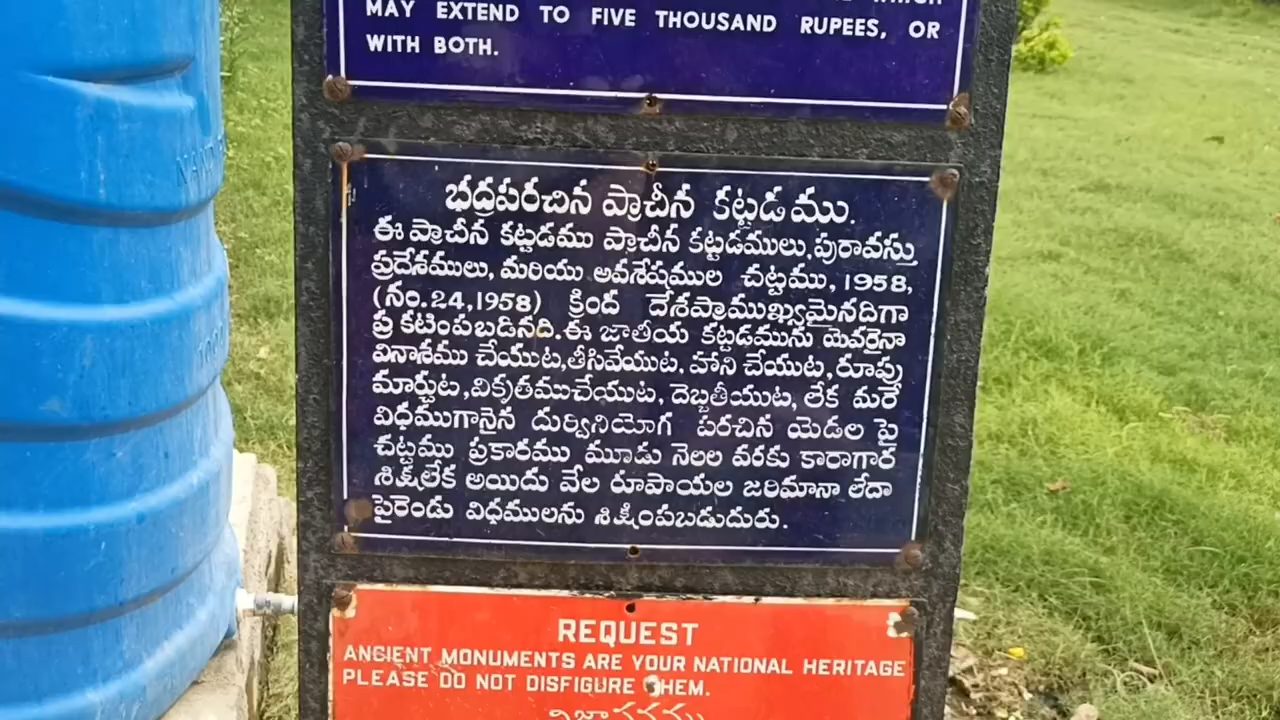 MAY EXTEND TO FIVE THOUSAND RUPEES, OR
WITH BOTH.
భద్రపరచిన ప్రాచీన కట్టడము.
ఈ ప్రాచీన కట్టడము ప్రాచీన కట్టడములు, పురావస్తు
ప్రదేశములు, మరియు అవశేషముల చట్టము, 1958,
(నం.24,1958) క్రింద దేశప్రాముఖ్యమైనదిగా
ప్ర కటింపబడినది. ఈ జాతీయ కట్టడమును యెవరైనా
వినాశము చేయుట, తీసివేయుట, హాని చేయుట, రూపు
మార్చుట, వికృతముచేయుట, దెబ్బతీయుట, లేక మరే
విధముగానైన దుర్వినియోగ పరచిన యెడల పై
చట్టము ప్రకారము మూడు నెలల వరకు కారాగార
శిక్షలేక అయిదు వేల రూపాయల జరిమానా లేదా
పైరెండు విధములను శిక్షింపబడుదురు.
REQUEST
ANCIENT MONUMENTS ARE YOUR NATIONAL HERITAGE
PLEASE DO NOT DISFIGURE THEM.